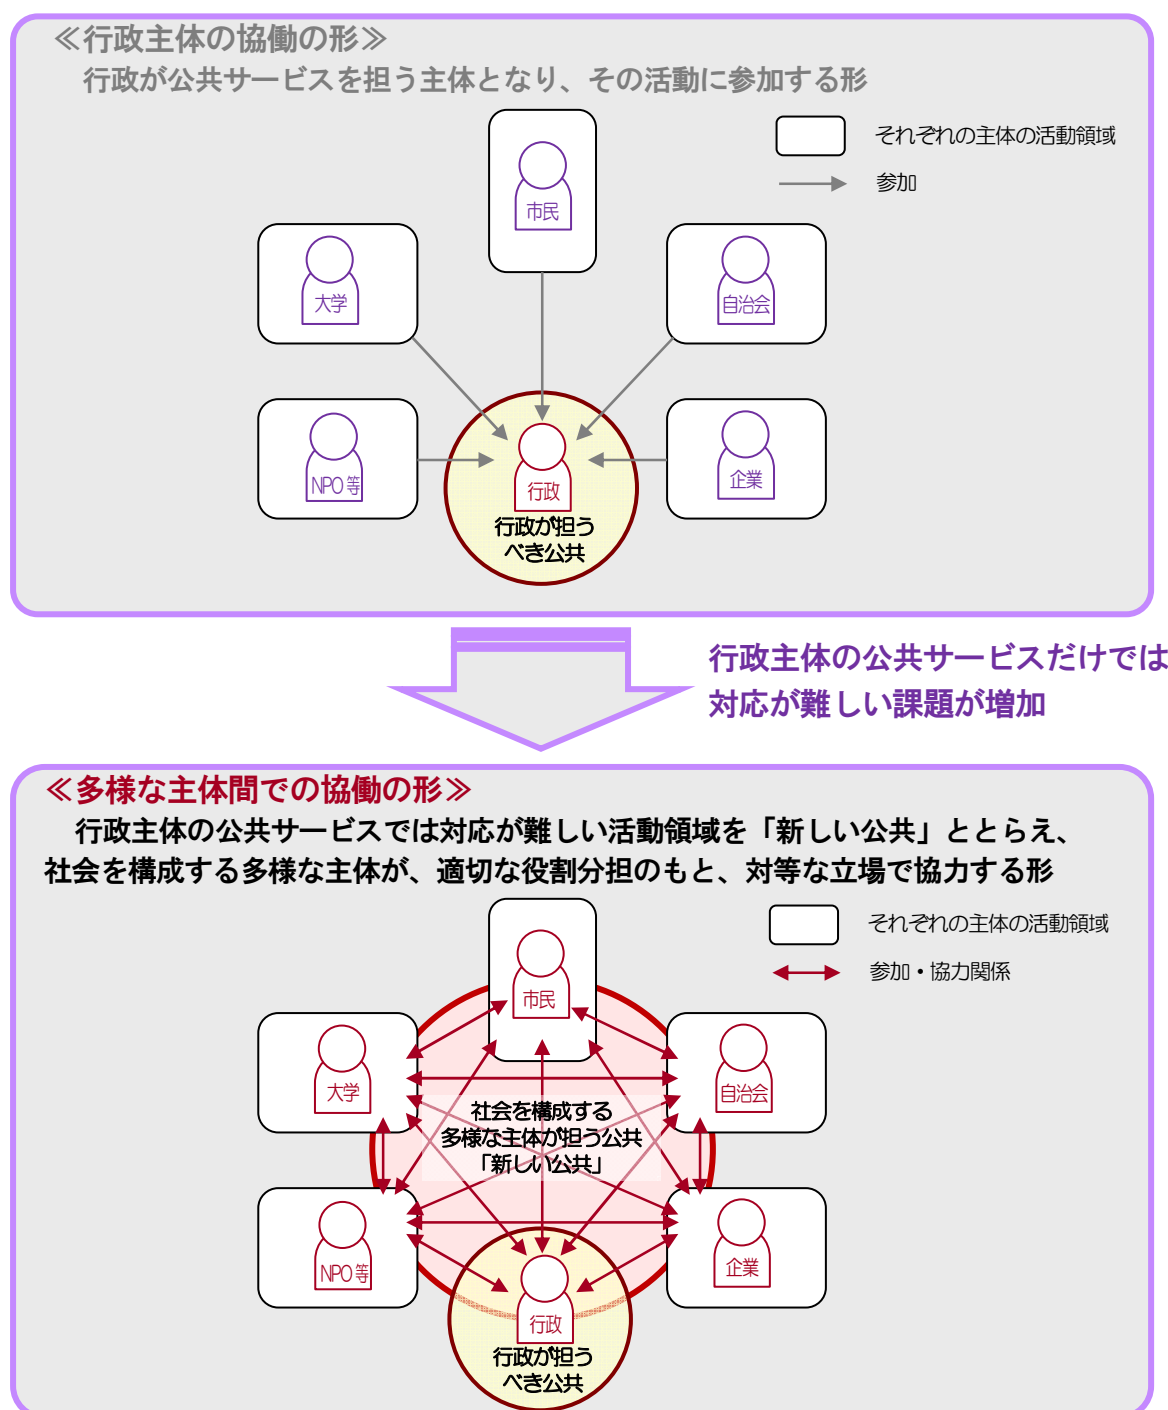 ≪行政主体の協働の形≫
行政が公共サービスを担う主体となり、その活動に参加する形
それぞれの主体の活動領域
参加
市民
大学
自治会
NPO等
企業
行政
行政が担う
べき公共
行政主体の公共サービスだけでは
対応が難しい課題が増加
≪多様な主体間での協働の形≫
行政主体の公共サービスでは対応が難しい活動領域を「新しい公共」ととらえ、
社会を構成する多様な主体が、適切な役割分担のもと、対等な立場で協力する形
それぞれの主体の活動領域
参加・協力関係
市民
大学
自治会
社会を構成する
多様な主体が担う公共
「新しい公共」
NPO等
企業
行政
行政が担う
べき公共